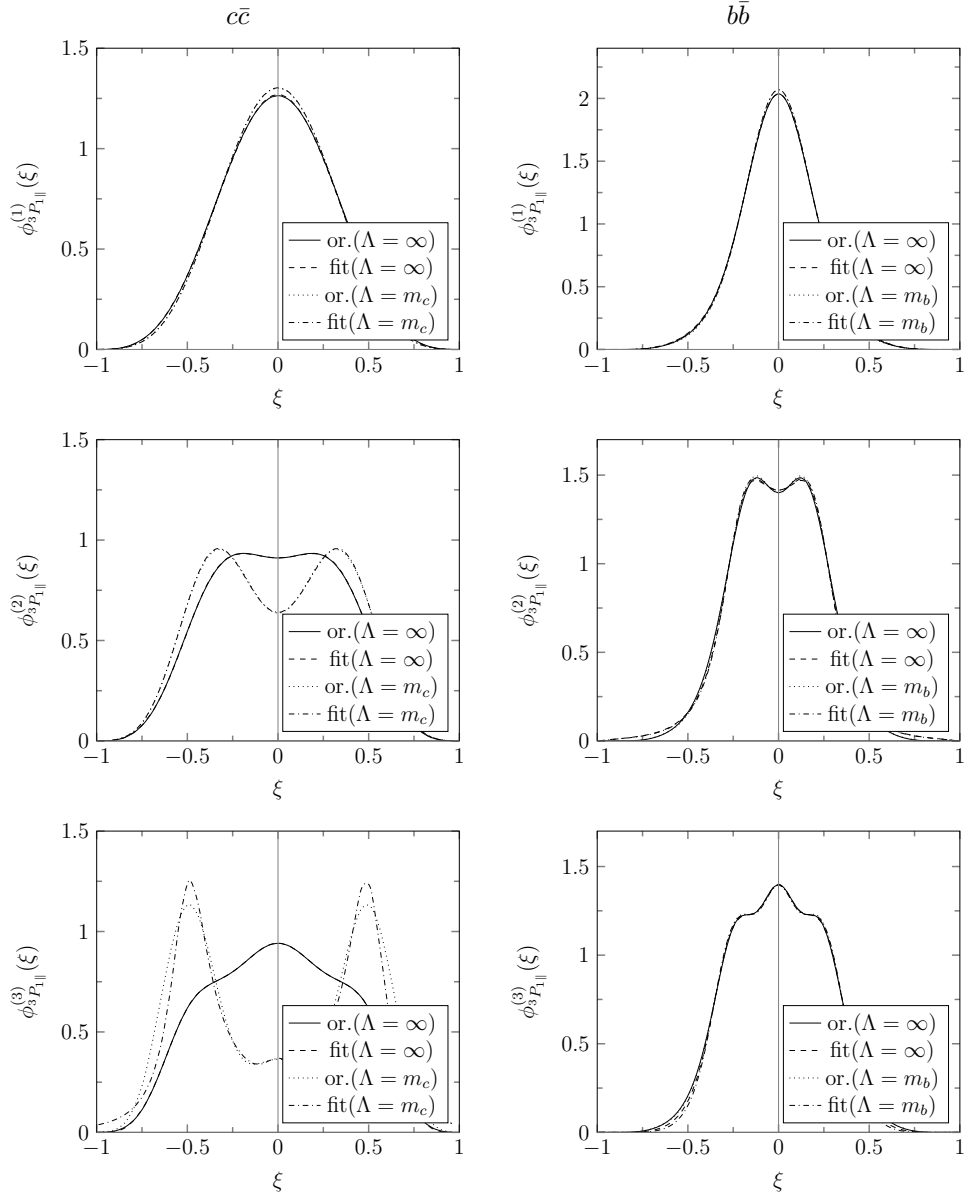 cc̄
bb̄
1.5
1
0.5
0
−1
−0.5
0
0.5
1
ξ
ϕ^{(1)}_{³P_{1∥}}(ξ)
or.(Λ = ∞)
fit(Λ = ∞)
or.(Λ = m_c)
fit(Λ = m_c)
2
1.5
1
0.5
0
−1
−0.5
0
0.5
1
ξ
ϕ^{(1)}_{³P_{1∥}}(ξ)
or.(Λ = ∞)
fit(Λ = ∞)
or.(Λ = m_b)
fit(Λ = m_b)
1.5
1
0.5
0
−1
−0.5
0
0.5
1
ξ
ϕ^{(2)}_{³P_{1∥}}(ξ)
or.(Λ = ∞)
fit(Λ = ∞)
or.(Λ = m_c)
fit(Λ = m_c)
1.5
1
0.5
0
−1
−0.5
0
0.5
1
ξ
ϕ^{(2)}_{³P_{1∥}}(ξ)
or.(Λ = ∞)
fit(Λ = ∞)
or.(Λ = m_b)
fit(Λ = m_b)
1.5
1
0.5
0
−1
−0.5
0
0.5
1
ξ
ϕ^{(3)}_{³P_{1∥}}(ξ)
or.(Λ = ∞)
fit(Λ = ∞)
or.(Λ = m_c)
fit(Λ = m_c)
1.5
1
0.5
0
−1
−0.5
0
0.5
1
ξ
ϕ^{(3)}_{³P_{1∥}}(ξ)
or.(Λ = ∞)
fit(Λ = ∞)
or.(Λ = m_b)
fit(Λ = m_b)